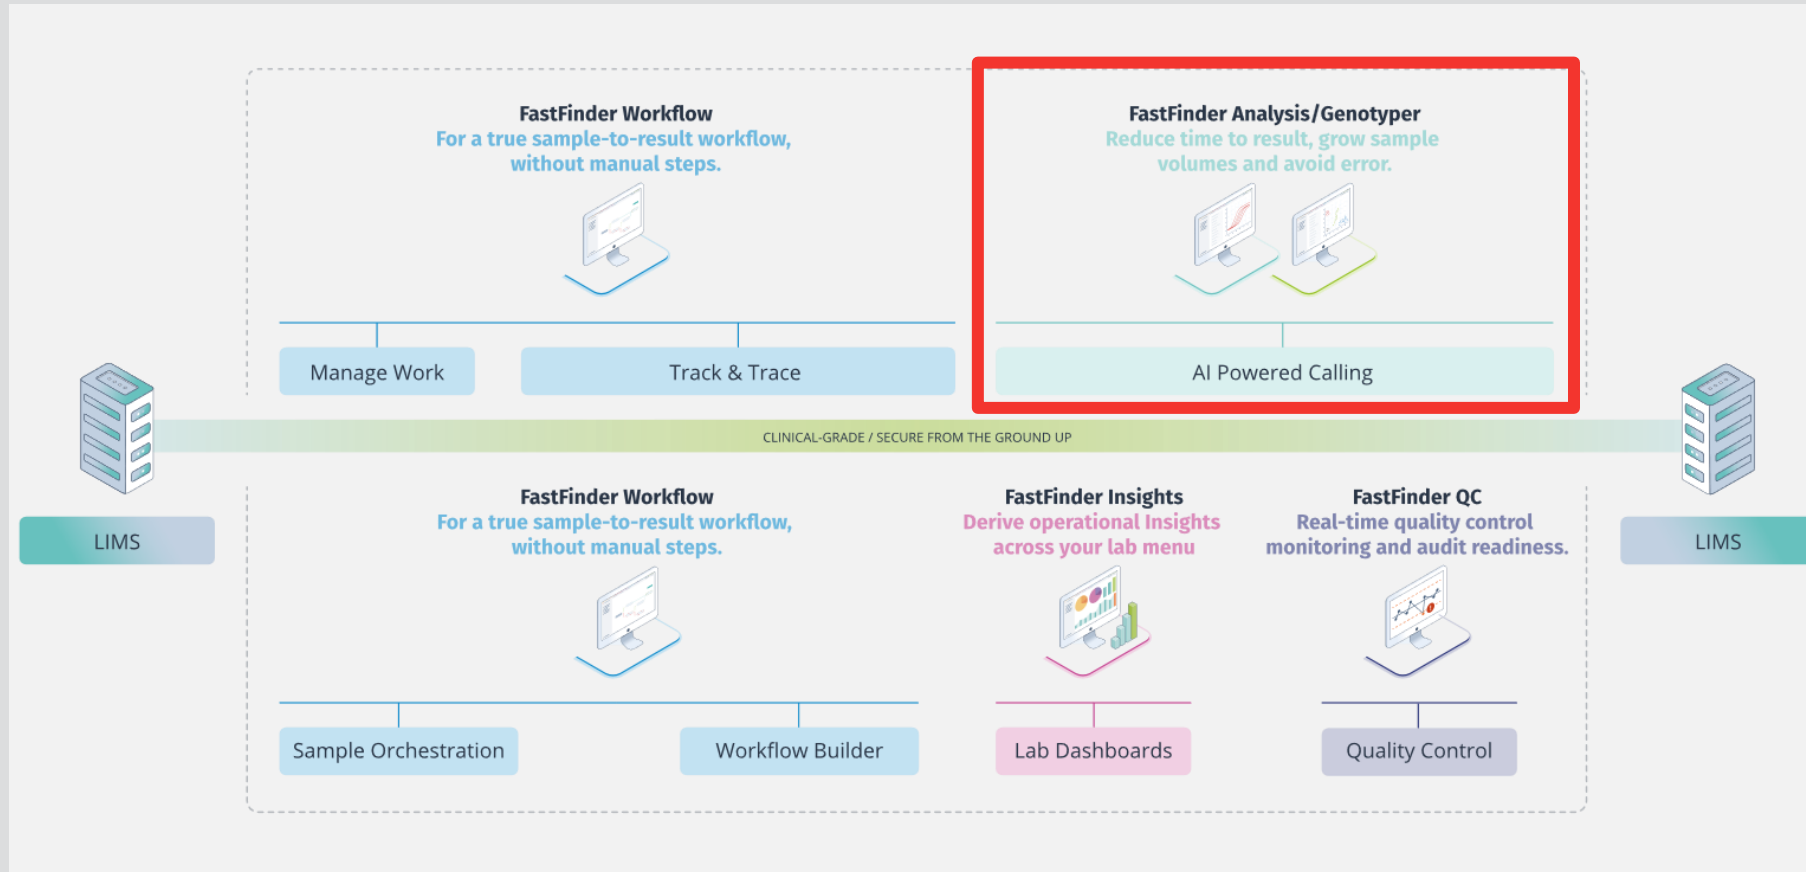 FastFinder Workflow
For a true sample-to-result workflow,
without manual steps.
FastFinder Analysis/Genotyper
Reduce time to result, grow sample
volumes and avoid error.
Manage Work
Track & Trace
AI Powered Calling
CLINICAL-GRADE / SECURE FROM THE GROUND UP
LIMS
LIMS
FastFinder Workflow
For a true sample-to-result workflow,
without manual steps.
FastFinder Insights
Derive operational Insights
across your lab menu
FastFinder QC
Real-time quality control
monitoring and audit readiness.
Sample Orchestration
Workflow Builder
Lab Dashboards
Quality Control